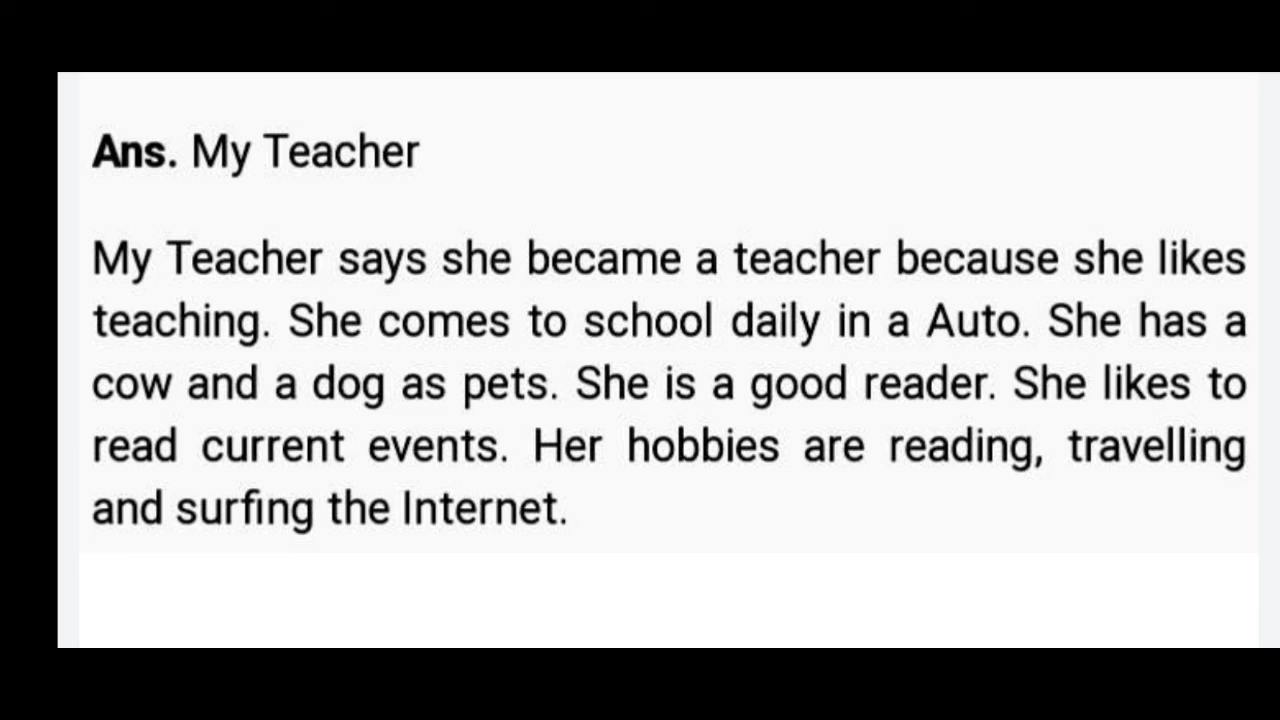 Ans. My Teacher
My Teacher says she became a teacher because she likes
teaching. She comes to school daily in a Auto. She has a
cow and a dog as pets. She is a good reader. She likes to
read current events. Her hobbies are reading, travelling
and surfing the Internet.